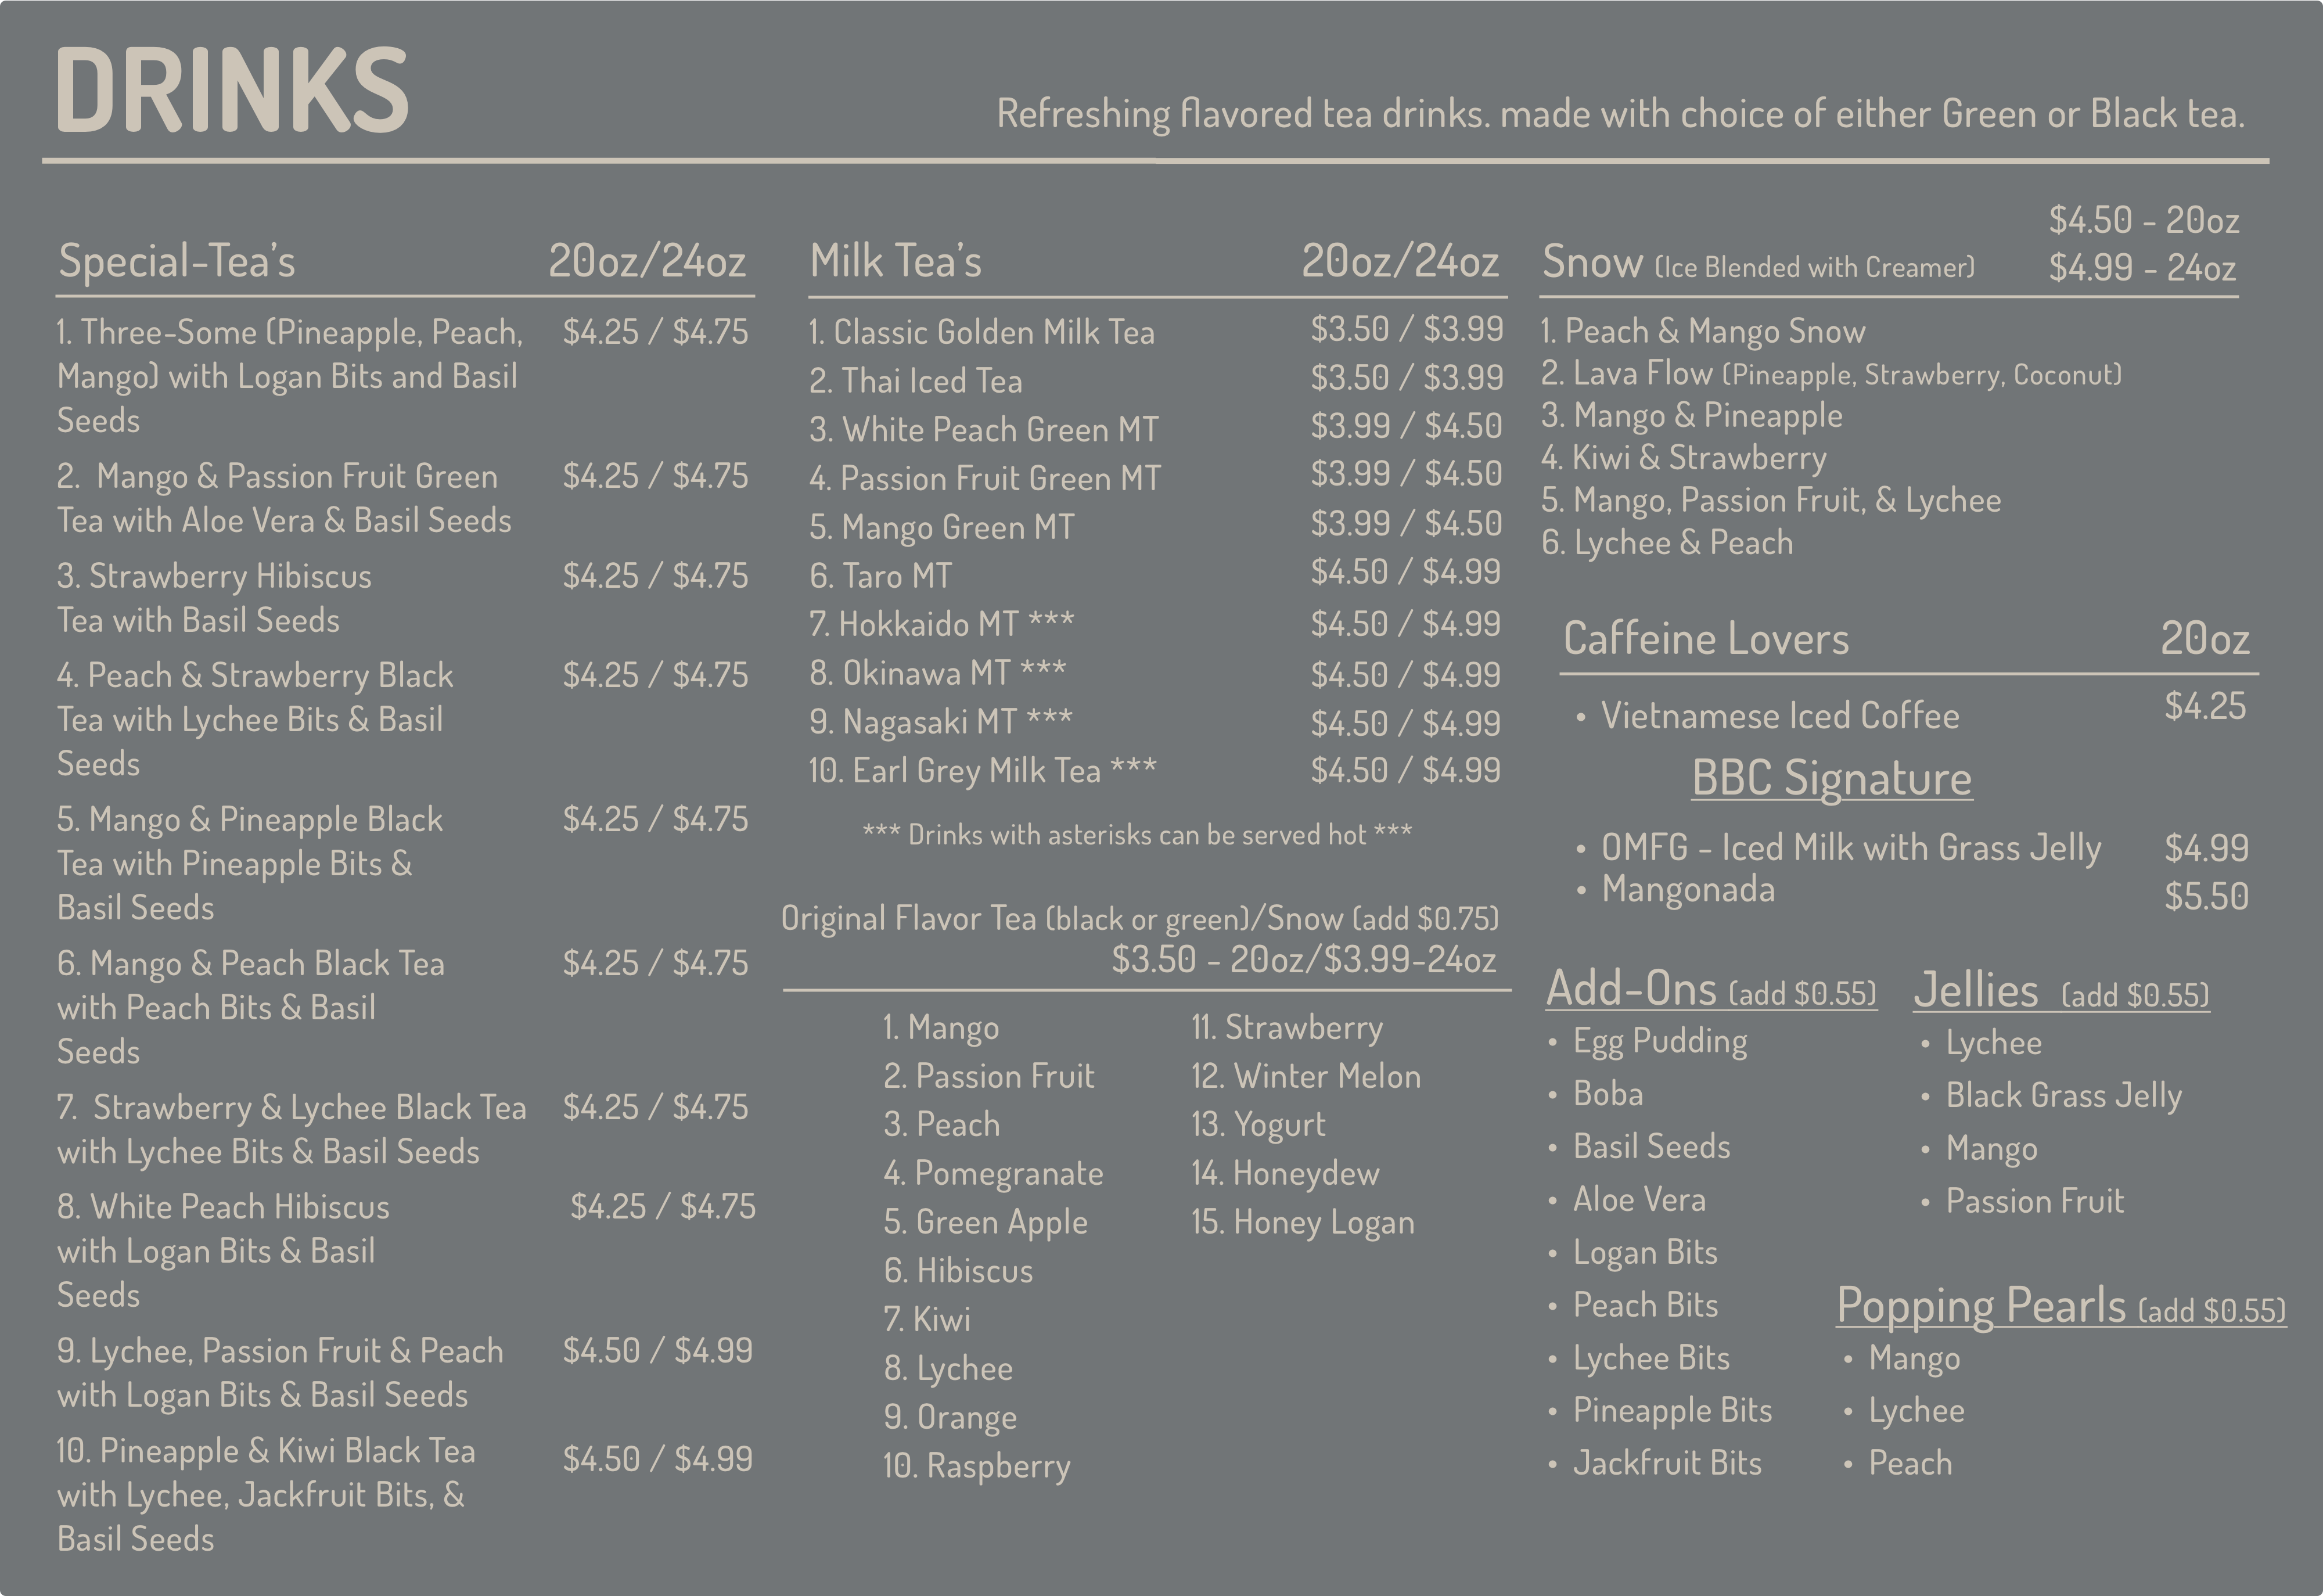 DRINKS
Refreshing flavored tea drinks. made with choice of either Green or Black tea.
Special-Tea's 20oz/24oz
1. Three-Some (Pineapple, Peach, $4.25 / $4.75
Mango) with Logan Bits and Basil
Seeds
2. Mango & Passion Fruit Green $4.25 / $4.75
Tea with Aloe Vera & Basil Seeds
3. Strawberry Hibiscus $4.25 / $4.75
Tea with Basil Seeds
4. Peach & Strawberry Black $4.25 / $4.75
Tea with Lychee Bits & Basil
Seeds
5. Mango & Pineapple Black $4.25 / $4.75
Tea with Pineapple Bits &
Basil Seeds
6. Mango & Peach Black Tea $4.25 / $4.75
with Peach Bits & Basil
Seeds
7. Strawberry & Lychee Black Tea $4.25 / $4.75
with Lychee Bits & Basil Seeds
8. White Peach Hibiscus $4.25 / $4.75
with Logan Bits & Basil
Seeds
9. Lychee, Passion Fruit & Peach $4.50 / $4.99
with Logan Bits & Basil Seeds
10. Pineapple & Kiwi Black Tea $4.50 / $4.99
with Lychee, Jackfruit Bits, &
Basil Seeds
Milk Tea's 20oz/24oz
1. Classic Golden Milk Tea $3.50 / $3.99
2. Thai Iced Tea $3.50 / $3.99
3. White Peach Green MT $3.99 / $4.50
4. Passion Fruit Green MT $3.99 / $4.50
5. Mango Green MT $3.99 / $4.50
6. Taro MT $4.50 / $4.99
7. Hokkaido MT *** $4.50 / $4.99
8. Okinawa MT *** $4.50 / $4.99
9. Nagasaki MT *** $4.50 / $4.99
10. Earl Grey Milk Tea *** $4.50 / $4.99
*** Drinks with asterisks can be served hot ***
Original Flavor Tea (black or green)/Snow (add $0.75)
$3.50 - 20oz/$3.99-24oz
1. Mango
2. Passion Fruit
3. Peach
4. Pomegranate
5. Green Apple
6. Hibiscus
7. Kiwi
8. Lychee
9. Orange
10. Raspberry
11. Strawberry
12. Winter Melon
13. Yogurt
14. Honeydew
15. Honey Logan
$4.50 - 20oz
Snow (Ice Blended with Creamer) $4.99 - 24oz
1. Peach & Mango Snow
2. Lava Flow (Pineapple, Strawberry, Coconut)
3. Mango & Pineapple
4. Kiwi & Strawberry
5. Mango, Passion Fruit, & Lychee
6. Lychee & Peach
Caffeine Lovers 20oz
• Vietnamese Iced Coffee $4.25
BBC Signature
• OMFG - Iced Milk with Grass Jelly $4.99
• Mangonada $5.50
Add-Ons (add $0.55)
• Egg Pudding
• Boba
• Basil Seeds
• Aloe Vera
• Logan Bits
• Peach Bits
• Lychee Bits
• Pineapple Bits
• Jackfruit Bits
Jellies (add $0.55)
• Lychee
• Black Grass Jelly
• Mango
• Passion Fruit
Popping Pearls (add $0.55)
• Mango
• Lychee
• Peach